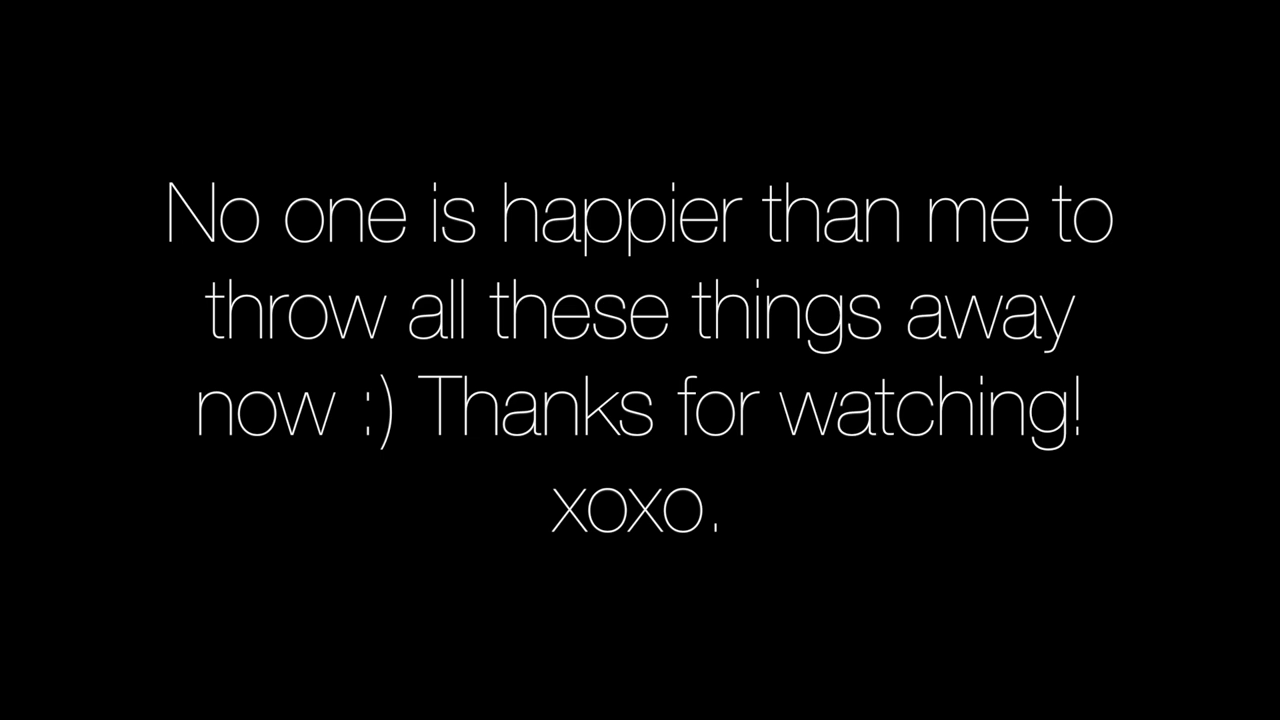 No one is happier than me to
throw all these things away
now :) Thanks for watching!
xoxo.